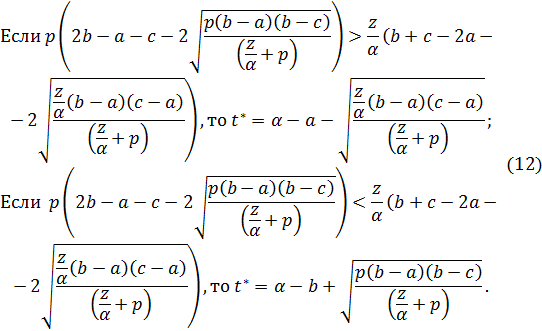 Если p(2b − a − c − 2√(p(b − a)(b − c)/(z/α + p))) > z/α (b + c − 2a −
− 2√(z/α (b − a)(c − a)/(z/α + p))), то t* = α − a − √(z/α (b − a)(c − a)/(z/α + p));
(12)
Если p(2b − a − c − 2√(p(b − a)(b − c)/(z/α + p))) < z/α (b + c − 2a −
− 2√(z/α (b − a)(c − a)/(z/α + p))), то t* = α − b + √(p(b − a)(b − c)/(z/α + p)).